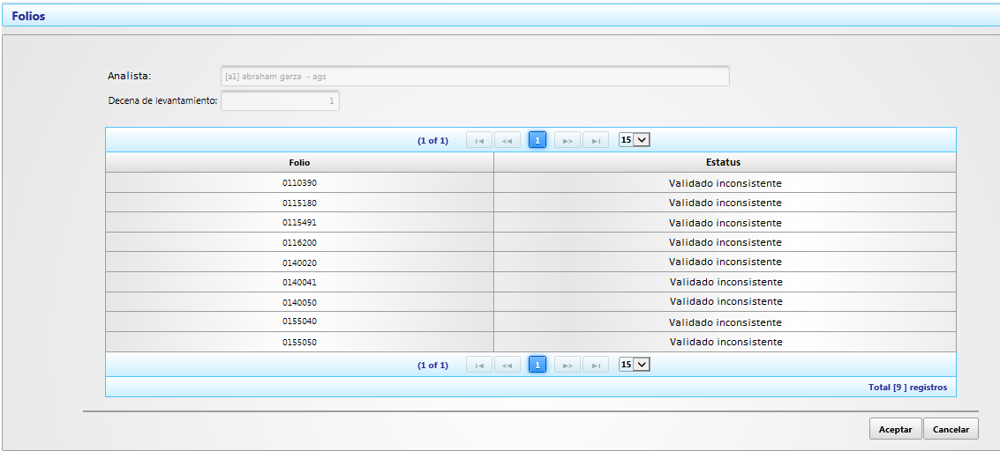 Folios
Analista: [a1] abraham garza - ags
Decena de levantamiento: 1
(1 of 1) 1 15
Folio Estatus
0110390 Validado inconsistente
0115180 Validado inconsistente
0115491 Validado inconsistente
0116200 Validado inconsistente
0140020 Validado inconsistente
0140041 Validado inconsistente
0140050 Validado inconsistente
0155040 Validado inconsistente
0155050 Validado inconsistente
(1 of 1) 1 15
Total [9 ] registros
Aceptar Cancelar